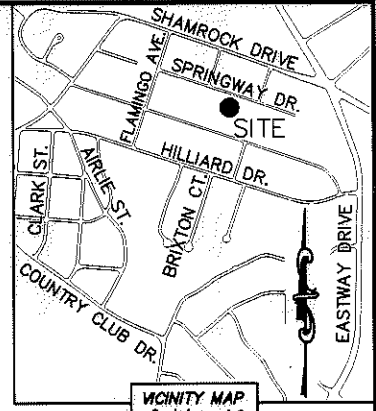 SHAMROCK DRIVE
FLAMINGO AVE.
SPRINGWAY DR.
SITE
HILLIARD DR.
CLARK ST.
AIRLIE ST.
BRIXTON CT.
EASTWAY DRIVE
COUNTRY CLUB DR.
VICINITY MAP